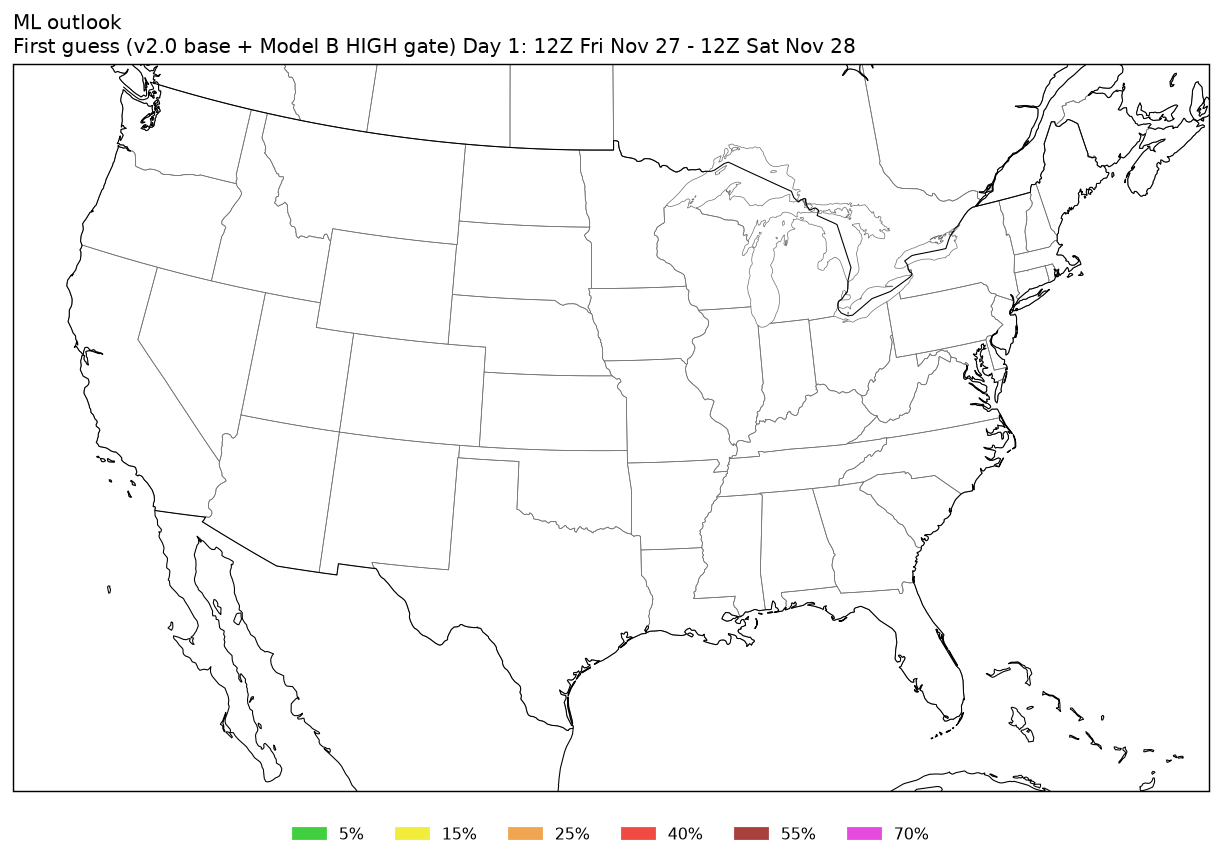 ML outlook
First guess (v2.0 base + Model B HIGH gate) Day 1: 12Z Fri Nov 27 - 12Z Sat Nov 28
5% 15% 25% 40% 55% 70%